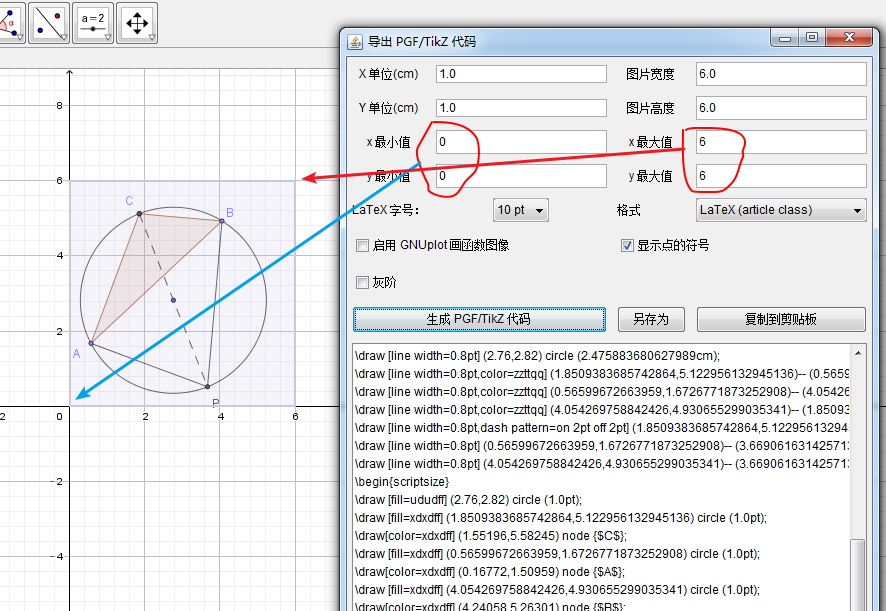 α
a = 2
导出 PGF/TikZ 代码
X 单位(cm) 1.0 图片宽度 6.0
Y 单位(cm) 1.0 图片高度 6.0
x 最小值 0 x 最大值 6
y 最小值 0 y 最大值 6
LaTeX 字号: 10 pt 格式 LaTeX (article class)
启用 GNUplot 画函数图像 显示点的符号
灰阶
生成 PGF/TikZ 代码 另存为 复制到剪贴板
\draw [line width=0.8pt] (2.76,2.82) circle (2.475883680627989cm);
\draw [line width=0.8pt,color=zzttqq] (1.8509383685742864,5.122956132945136)-- (0.5659
\draw [line width=0.8pt,color=zzttqq] (0.56599672663959,1.6726771873252908)-- (4.05426
\draw [line width=0.8pt,color=zzttqq] (4.054269758842426,4.930655299035341)-- (1.8509
\draw [line width=0.8pt,dash pattern=on 2pt off 2pt] (1.8509383685742864,5.12295613294
\draw [line width=0.8pt] (0.56599672663959,1.6726771873252908)-- (3.669061631425713
\draw [line width=0.8pt] (4.054269758842426,4.930655299035341)-- (3.669061631425713
\begin{scriptsize}
\draw [fill=ududff] (2.76,2.82) circle (1.0pt);
\draw [fill=xdxdff] (1.8509383685742864,5.122956132945136) circle (1.0pt);
\draw[color=xdxdff] (1.55196,5.58245) node {$C$};
\draw [fill=xdxdff] (0.56599672663959,1.6726771873252908) circle (1.0pt);
\draw[color=xdxdff] (0.16772,1.50959) node {$A$};
\draw [fill=xdxdff] (4.054269758842426,4.930655299035341) circle (1.0pt);
\draw[color=xdxdff] (4.24058,5.26301) node {$B$};
8
6
C
B
4
2
A
P
2 0 2 4 6
-2
-4